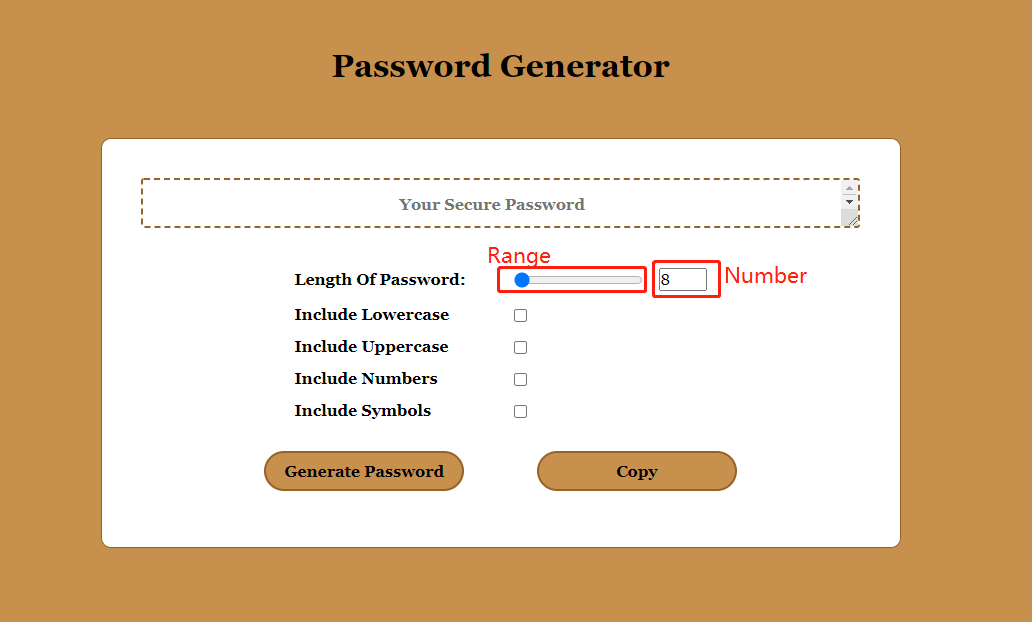 Password Generator
Your Secure Password
Range
Length Of Password: 8 Number
Include Lowercase
Include Uppercase
Include Numbers
Include Symbols
Generate Password Copy